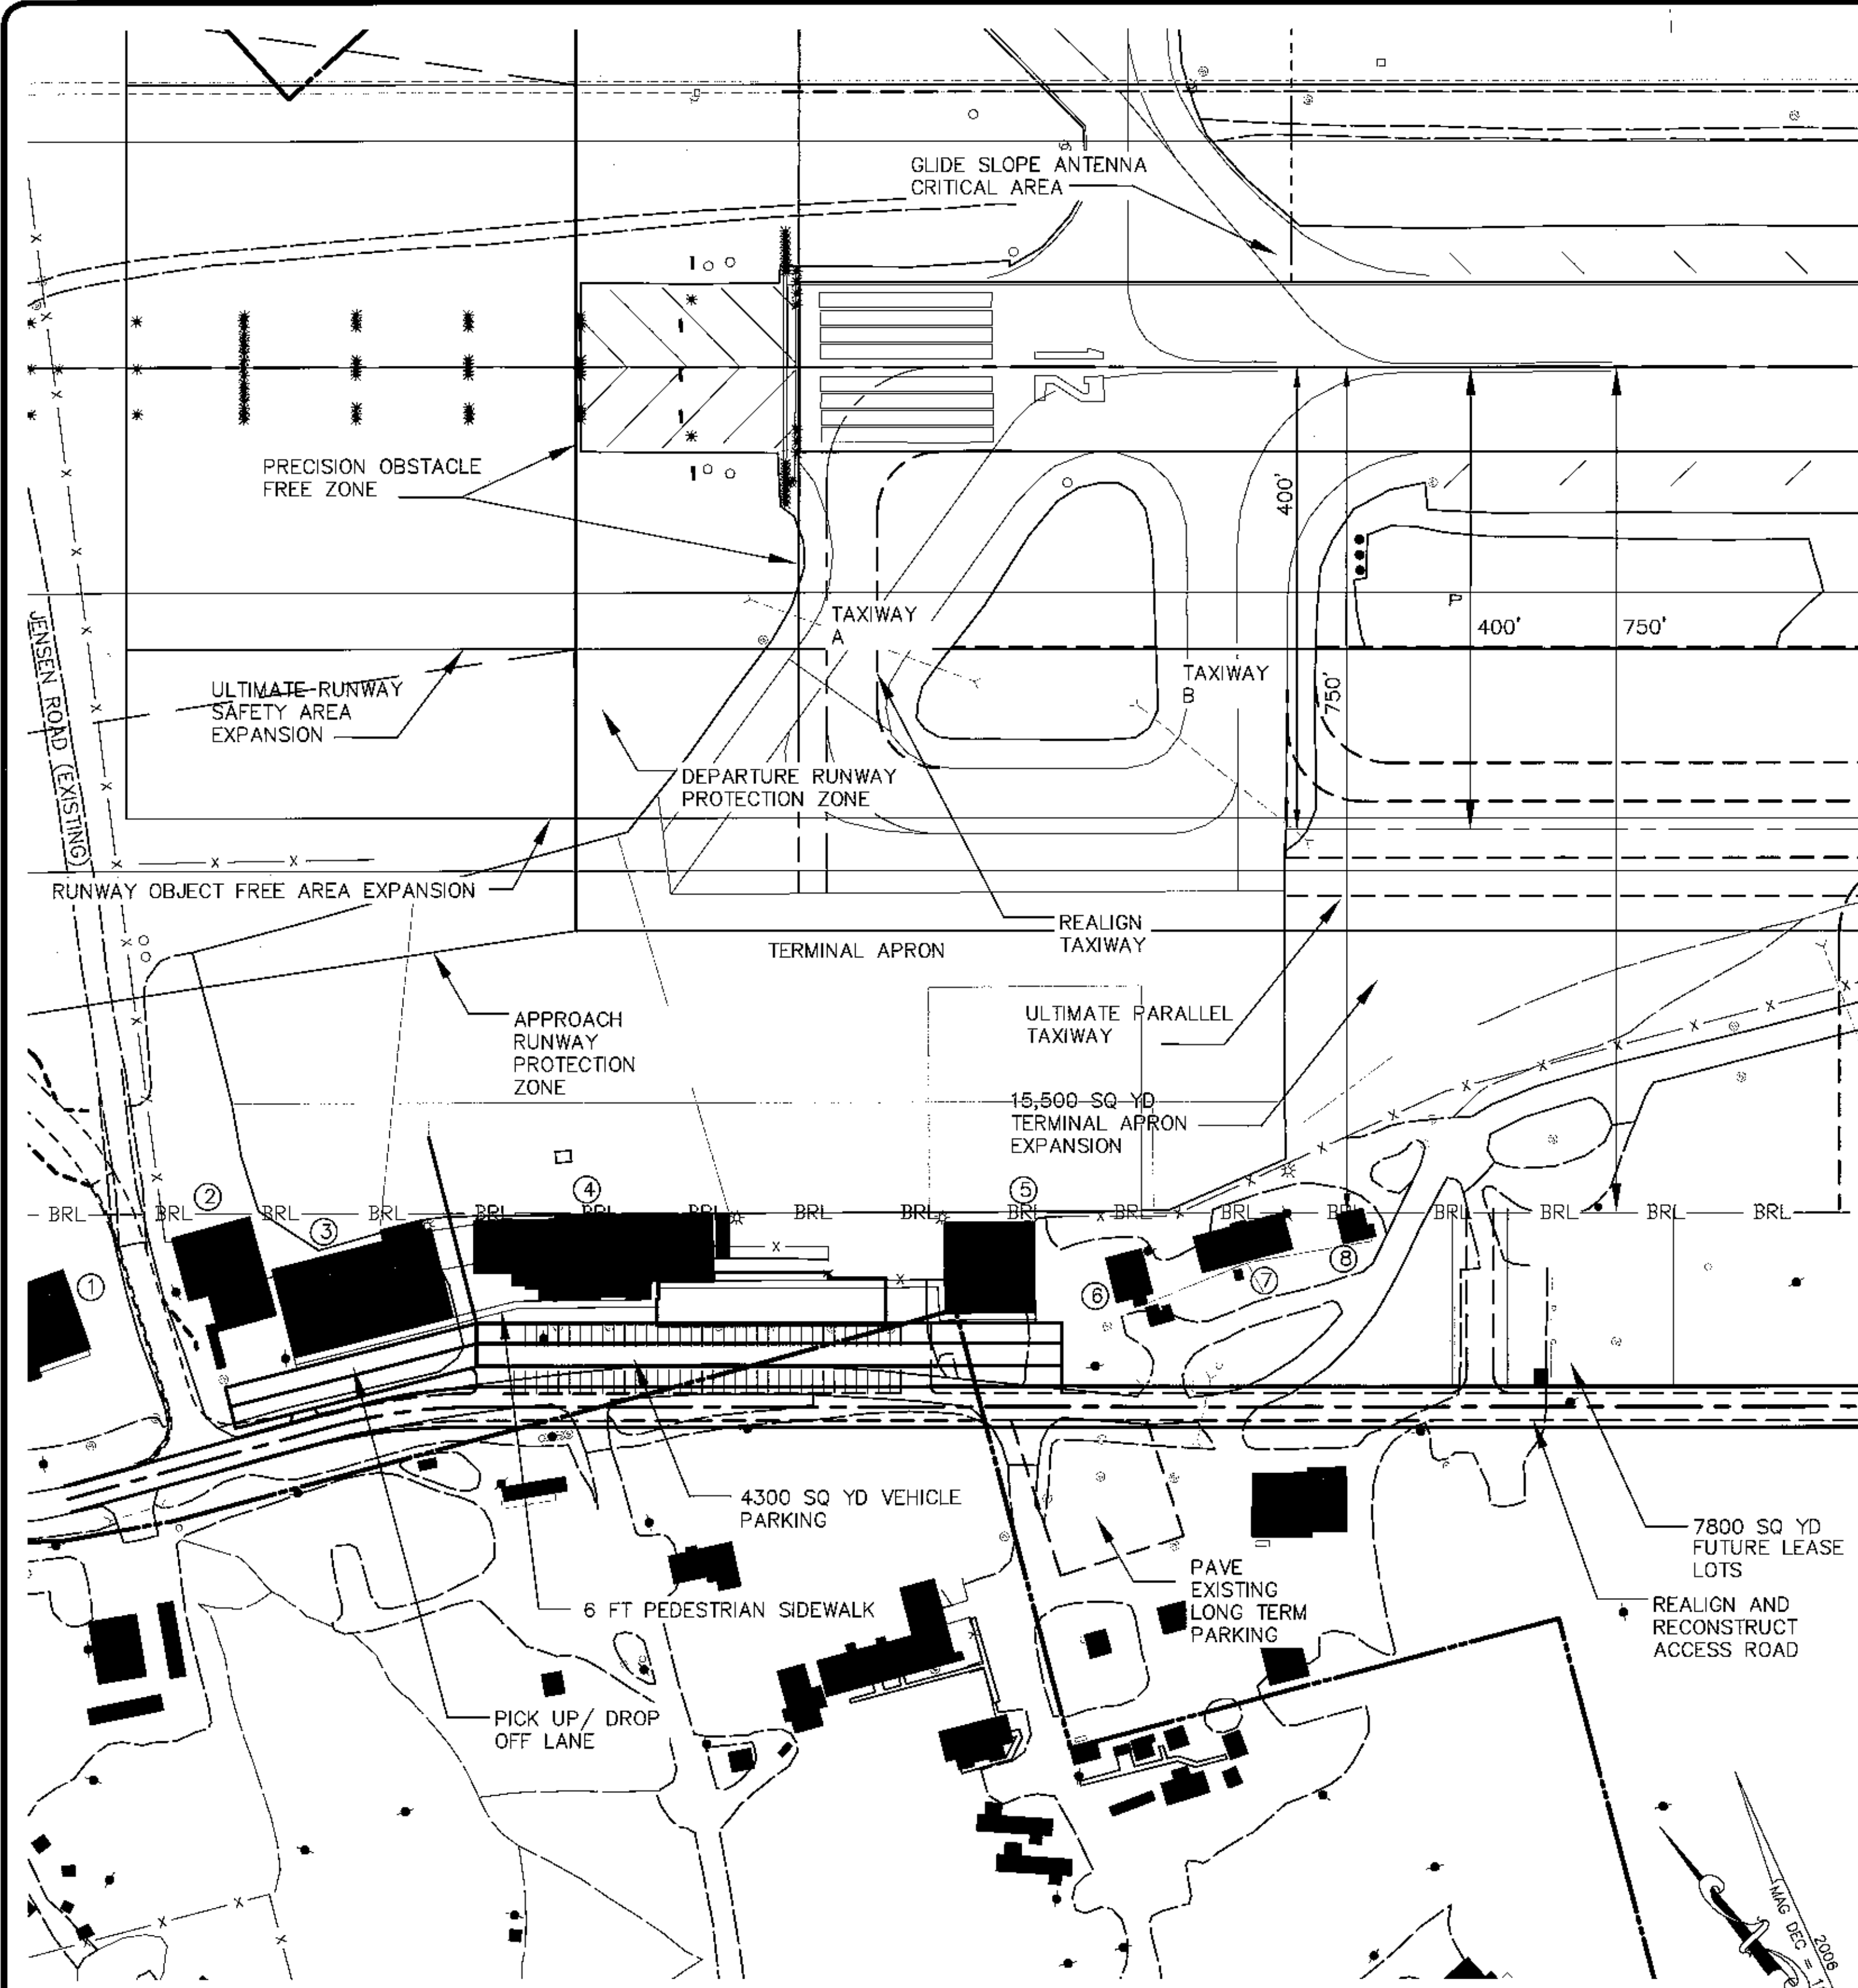 GLIDE SLOPE ANTENNA
CRITICAL AREA
12
PRECISION OBSTACLE
FREE ZONE
400'
P
400'
750'
TAXIWAY
A
TAXIWAY
B
750'
JENSEN ROAD (EXISTING)
ULTIMATE RUNWAY
SAFETY AREA
EXPANSION
DEPARTURE RUNWAY
PROTECTION ZONE
RUNWAY OBJECT FREE AREA EXPANSION
REALIGN
TAXIWAY
TERMINAL APRON
ULTIMATE PARALLEL
TAXIWAY
APPROACH
RUNWAY
PROTECTION
ZONE
15,500 SQ YD
TERMINAL APRON
EXPANSION
2
4
5
BRL BRL BRL BRL BRL BRL BRL BRL BRL BRL BRL BRL BRL BRL BRL BRL BRL
3
1
6
7
8
4300 SQ YD VEHICLE
PARKING
7800 SQ YD
FUTURE LEASE
LOTS
PAVE
EXISTING
LONG TERM
PARKING
6 FT PEDESTRIAN SIDEWALK
REALIGN AND
RECONSTRUCT
ACCESS ROAD
PICK UP/ DROP
OFF LANE
2006
MAG DEC =